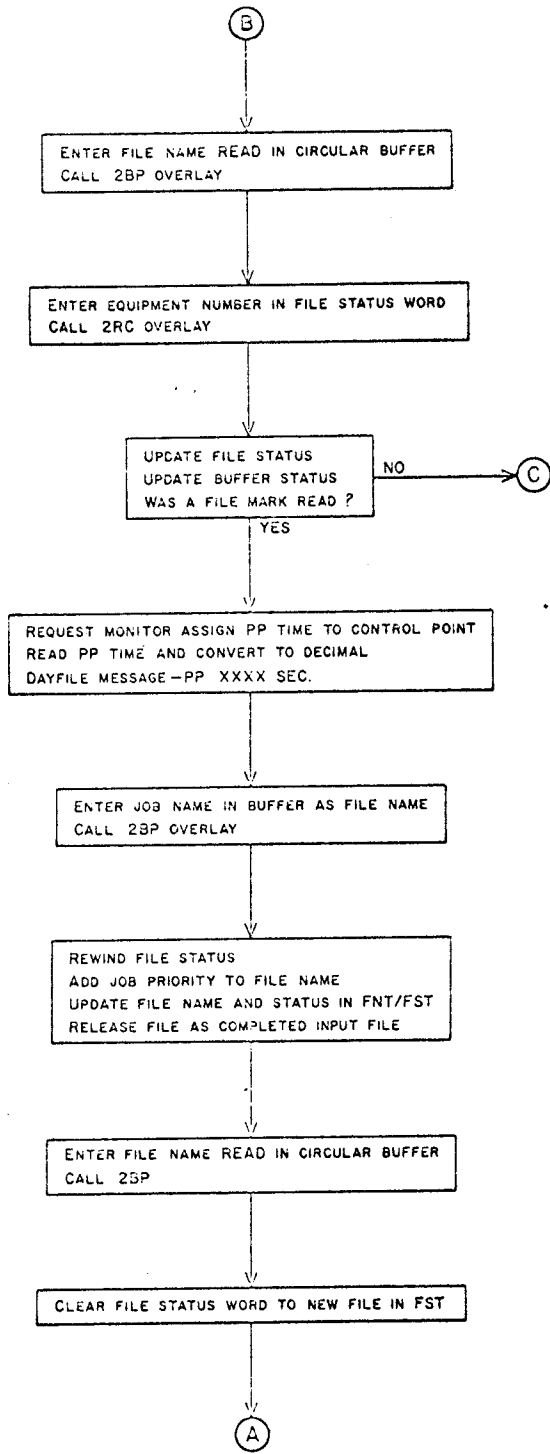 B
ENTER FILE NAME READ IN CIRCULAR BUFFER
CALL 2BP OVERLAY
ENTER EQUIPMENT NUMBER IN FILE STATUS WORD
CALL 2RC OVERLAY
UPDATE FILE STATUS
UPDATE BUFFER STATUS
WAS A FILE MARK READ ?
NO
C
YES
REQUEST MONITOR ASSIGN PP TIME TO CONTROL POINT
READ PP TIME AND CONVERT TO DECIMAL
DAYFILE MESSAGE-PP XXXX SEC.
ENTER JOB NAME IN BUFFER AS FILE NAME
CALL 2BP OVERLAY
REWIND FILE STATUS
ADD JOB PRIORITY TO FILE NAME
UPDATE FILE NAME AND STATUS IN FNT/FST
RELEASE FILE AS COMPLETED INPUT FILE
ENTER FILE NAME READ IN CIRCULAR BUFFER
CALL 2BP
CLEAR FILE STATUS WORD TO NEW FILE IN FST
A